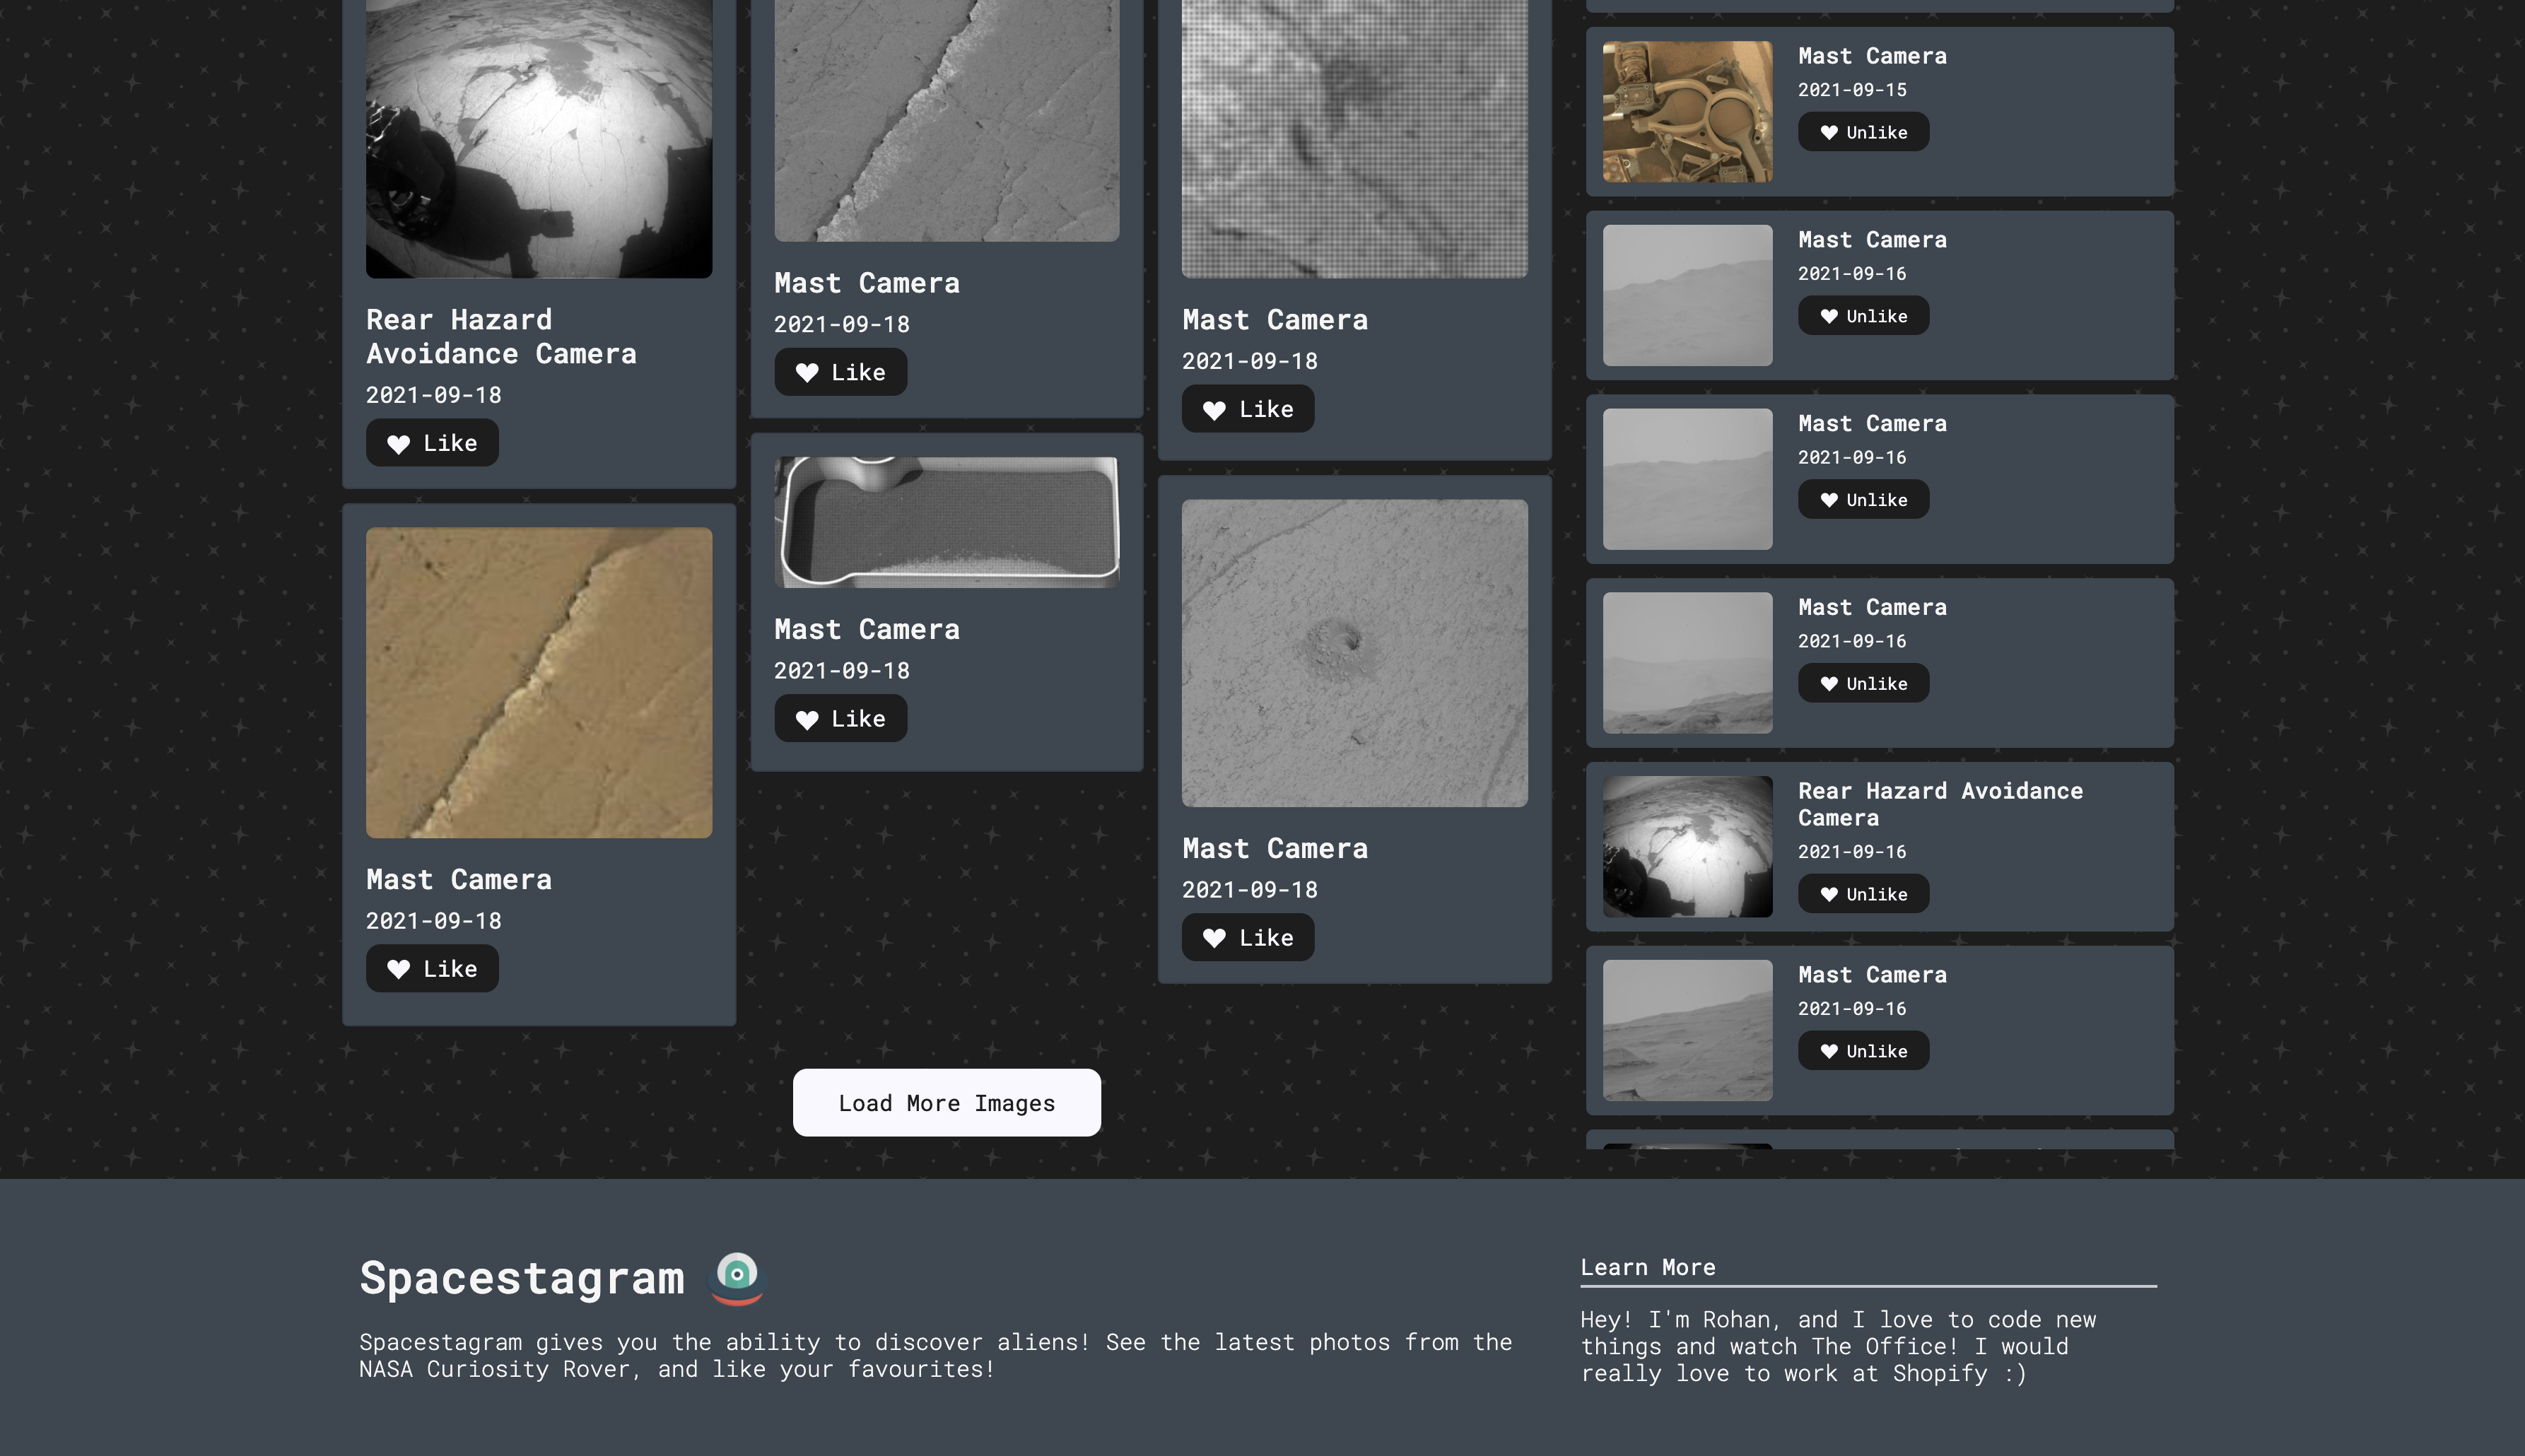 Rear Hazard
Avoidance Camera
2021-09-18
Like
Mast Camera
2021-09-18
Like
Mast Camera
2021-09-18
Like
Mast Camera
2021-09-18
Like
Mast Camera
2021-09-18
Like
Mast Camera
2021-09-18
Like
Load More Images
Mast Camera
2021-09-15
Unlike
Mast Camera
2021-09-16
Unlike
Mast Camera
2021-09-16
Unlike
Mast Camera
2021-09-16
Unlike
Rear Hazard Avoidance
Camera
2021-09-16
Unlike
Mast Camera
2021-09-16
Unlike
Spacestagram
Spacestagram gives you the ability to discover aliens! See the latest photos from the
NASA Curiosity Rover, and like your favourites!
Learn More
Hey! I'm Rohan, and I love to code new
things and watch The Office! I would
really love to work at Shopify :)